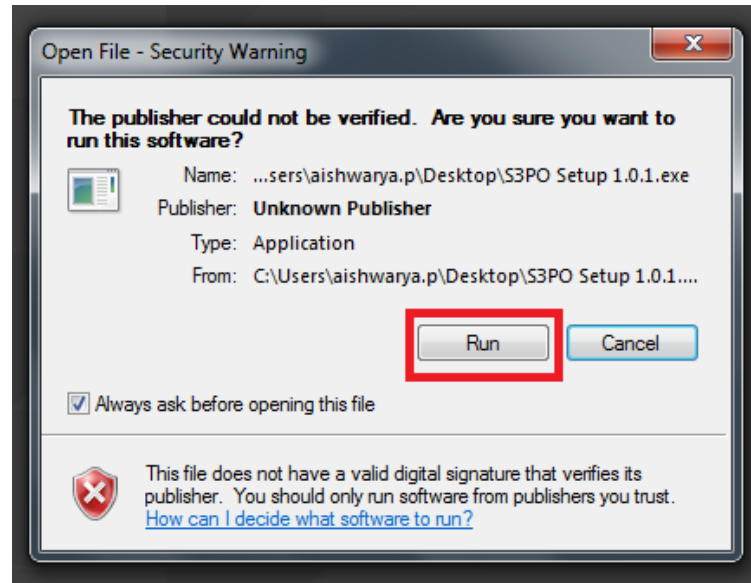 Open File - Security Warning
The publisher could not be verified. Are you sure you want to
run this software?
Name: ...sers\aishwarya.p\Desktop\S3PO Setup 1.0.1.exe
Publisher: Unknown Publisher
Type: Application
From: C:\Users\aishwarya.p\Desktop\S3PO Setup 1.0.1....
Run Cancel
Always ask before opening this file
This file does not have a valid digital signature that verifies its
publisher. You should only run software from publishers you trust.
How can I decide what software to run?